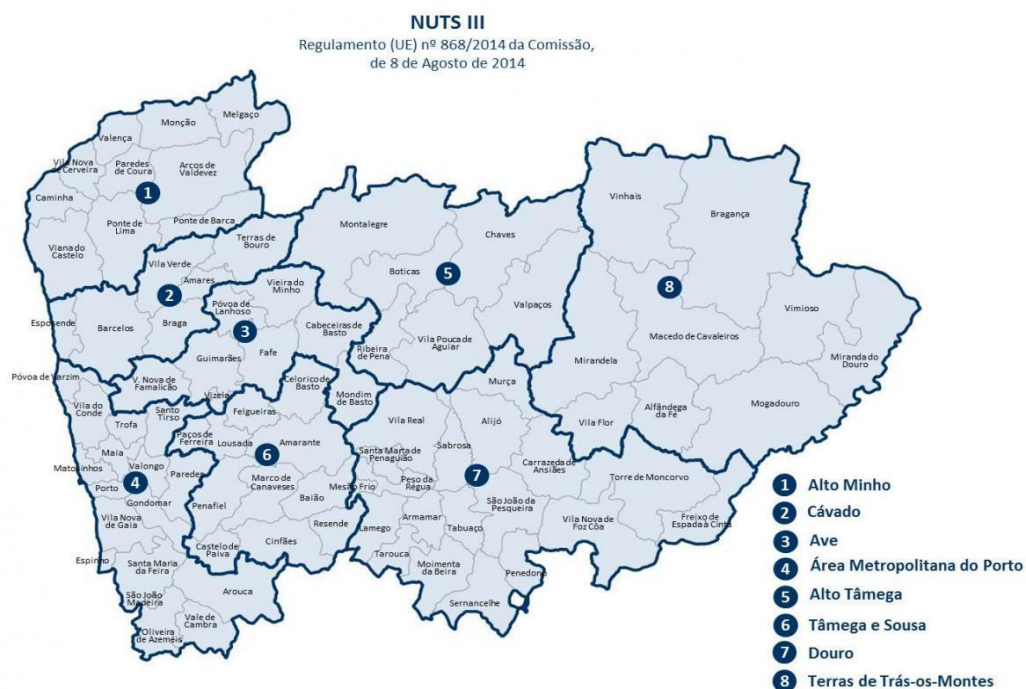 NUTS III
Regulamento (UE) nº 868/2014 da Comissão,
de 8 de Agosto de 2014
Melgaço
Monção
Valença
Vila Nova
de Cerveira
Paredes
de Coura
Arcos de
Valdevez
Caminha
1
Ponte de
Lima
Ponte de Barca
Viana do
Castelo
Terras de
Bouro
Vila Verde
Amares
2
Esposende
Barcelos
Braga
Vieira do
Minho
Póvoa de
Lanhoso
3
Cabeceiras de
Basto
Guimarães
Fafe
V. Nova de
Famalicão
Vizela
Montalegre
Chaves
Boticas
5
Valpaços
Vila Pouca de
Aguiar
Ribeira
de Pena
Vinhais
Bragança
8
Vimioso
Macedo de Cavaleiros
Mirandela
Miranda do
Douro
Alfândega
da Fé
Mogadouro
Vila Flor
Póvoa de Varzim
Vila do
Conde
Santo
Tirso
Trofa
Maia
Matosinhos
Valongo
Paredes
Porto
4
Gondomar
Vila Nova
de Gaia
Espinho
Santa Maria
da Feira
São João
Madeira
Arouca
Vale de
Cambra
Oliveira
de Azeméis
Celorico de
Basto
Mondim
de Basto
Felgueiras
Paços de
Ferreira
Lousada
Amarante
6
Marco de
Canaveses
Baião
Penafiel
Resende
Cinfães
Castelo de
Paiva
Murça
Vila Real
Alijó
Sabrosa
Santa Marta de
Penaguião
Mesão Frio
Peso da
Régua
7
Carrazeda de
Ansiães
Torre de Moncorvo
São João da
Pesqueira
Vila Nova de
Foz Côa
Freixo de
Espada à Cinta
Lamego
Armamar
Tabuaço
Tarouca
Moimenta
da Beira
Penedono
Sernancelhe
1 Alto Minho
2 Cávado
3 Ave
4 Área Metropolitana do Porto
5 Alto Tâmega
6 Tâmega e Sousa
7 Douro
8 Terras de Trás-os-Montes